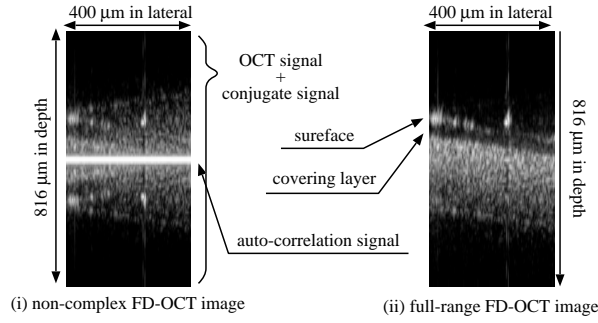 400 µm in lateral
816 µm in depth
OCT signal
+
conjugate signal
sureface
covering layer
auto-correlation signal
(i) non-complex FD-OCT image
400 µm in lateral
816 µm in depth
(ii) full-range FD-OCT image